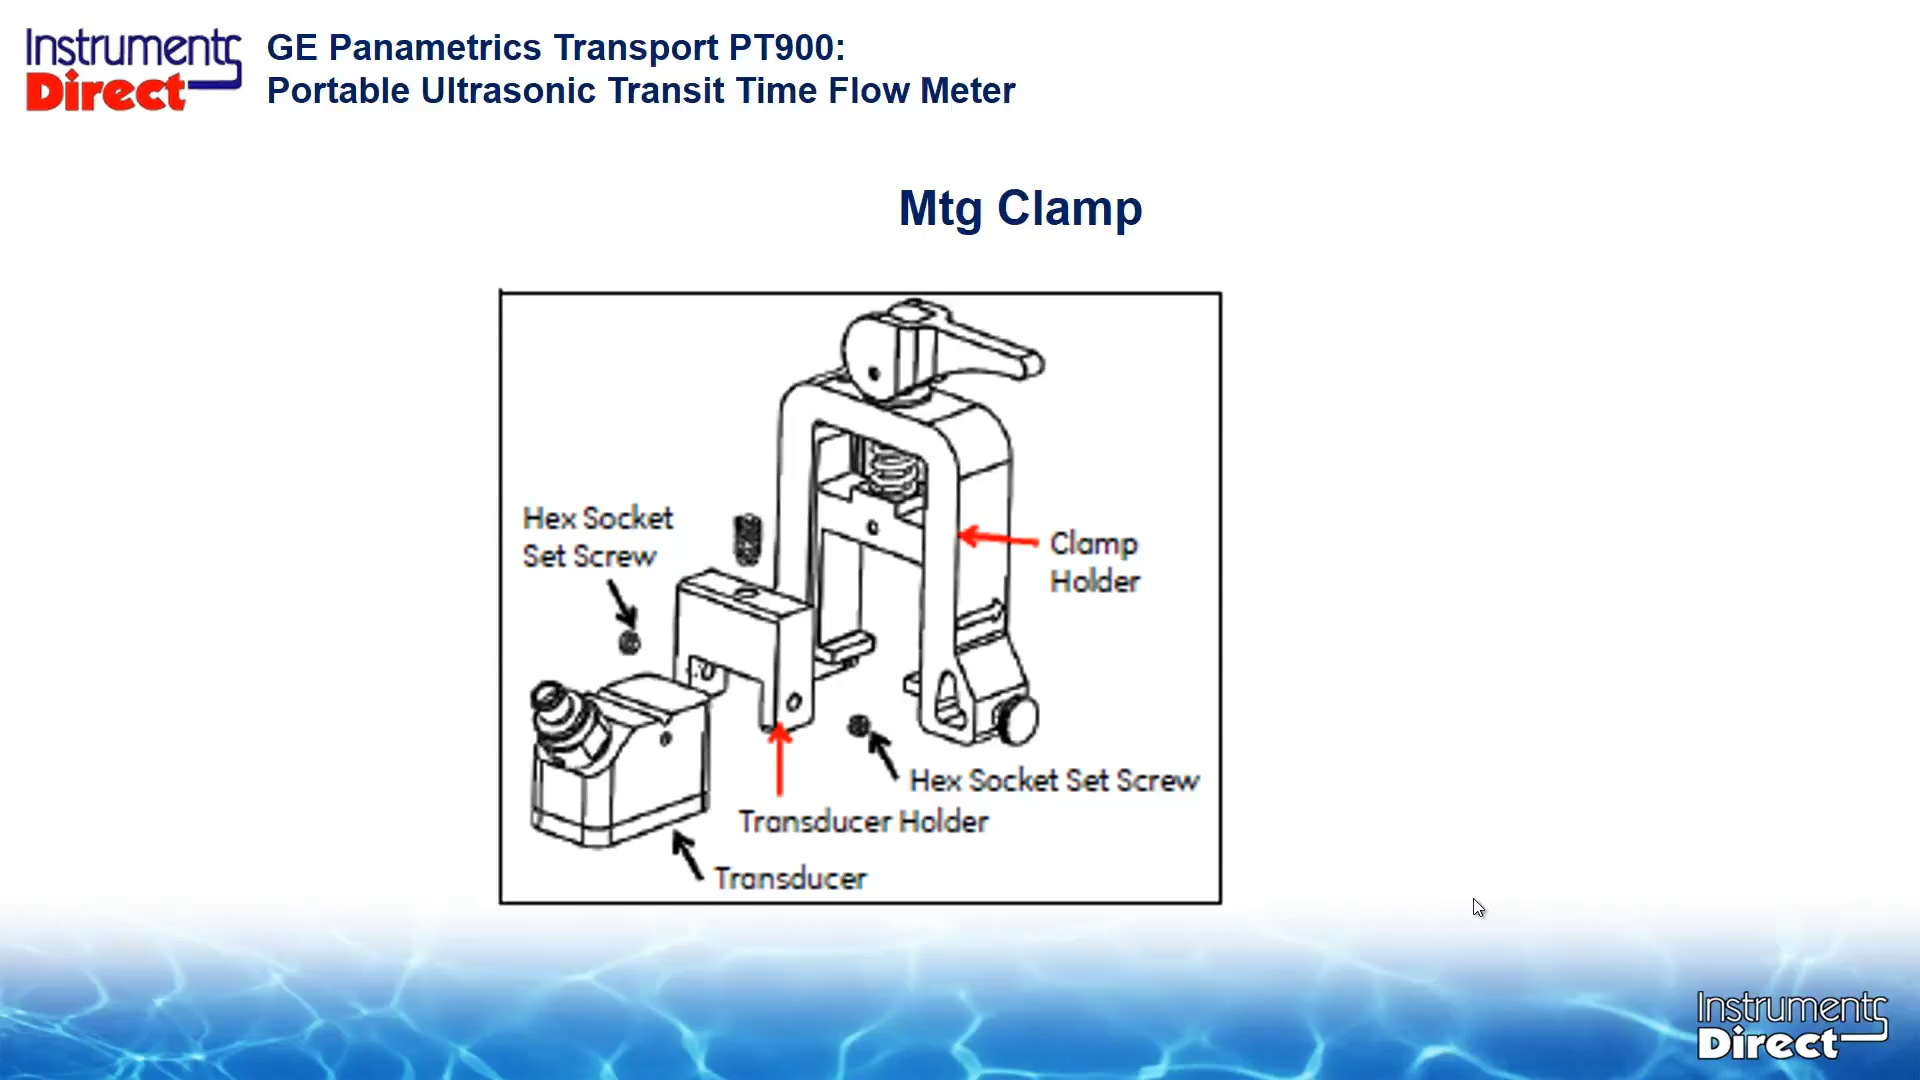 Instruments
Direct
GE Panametrics Transport PT900:
Portable Ultrasonic Transit Time Flow Meter
Mtg Clamp
Hex Socket
Set Screw
Clamp
Holder
Hex Socket Set Screw
Transducer Holder
Transducer
Instruments
Direct